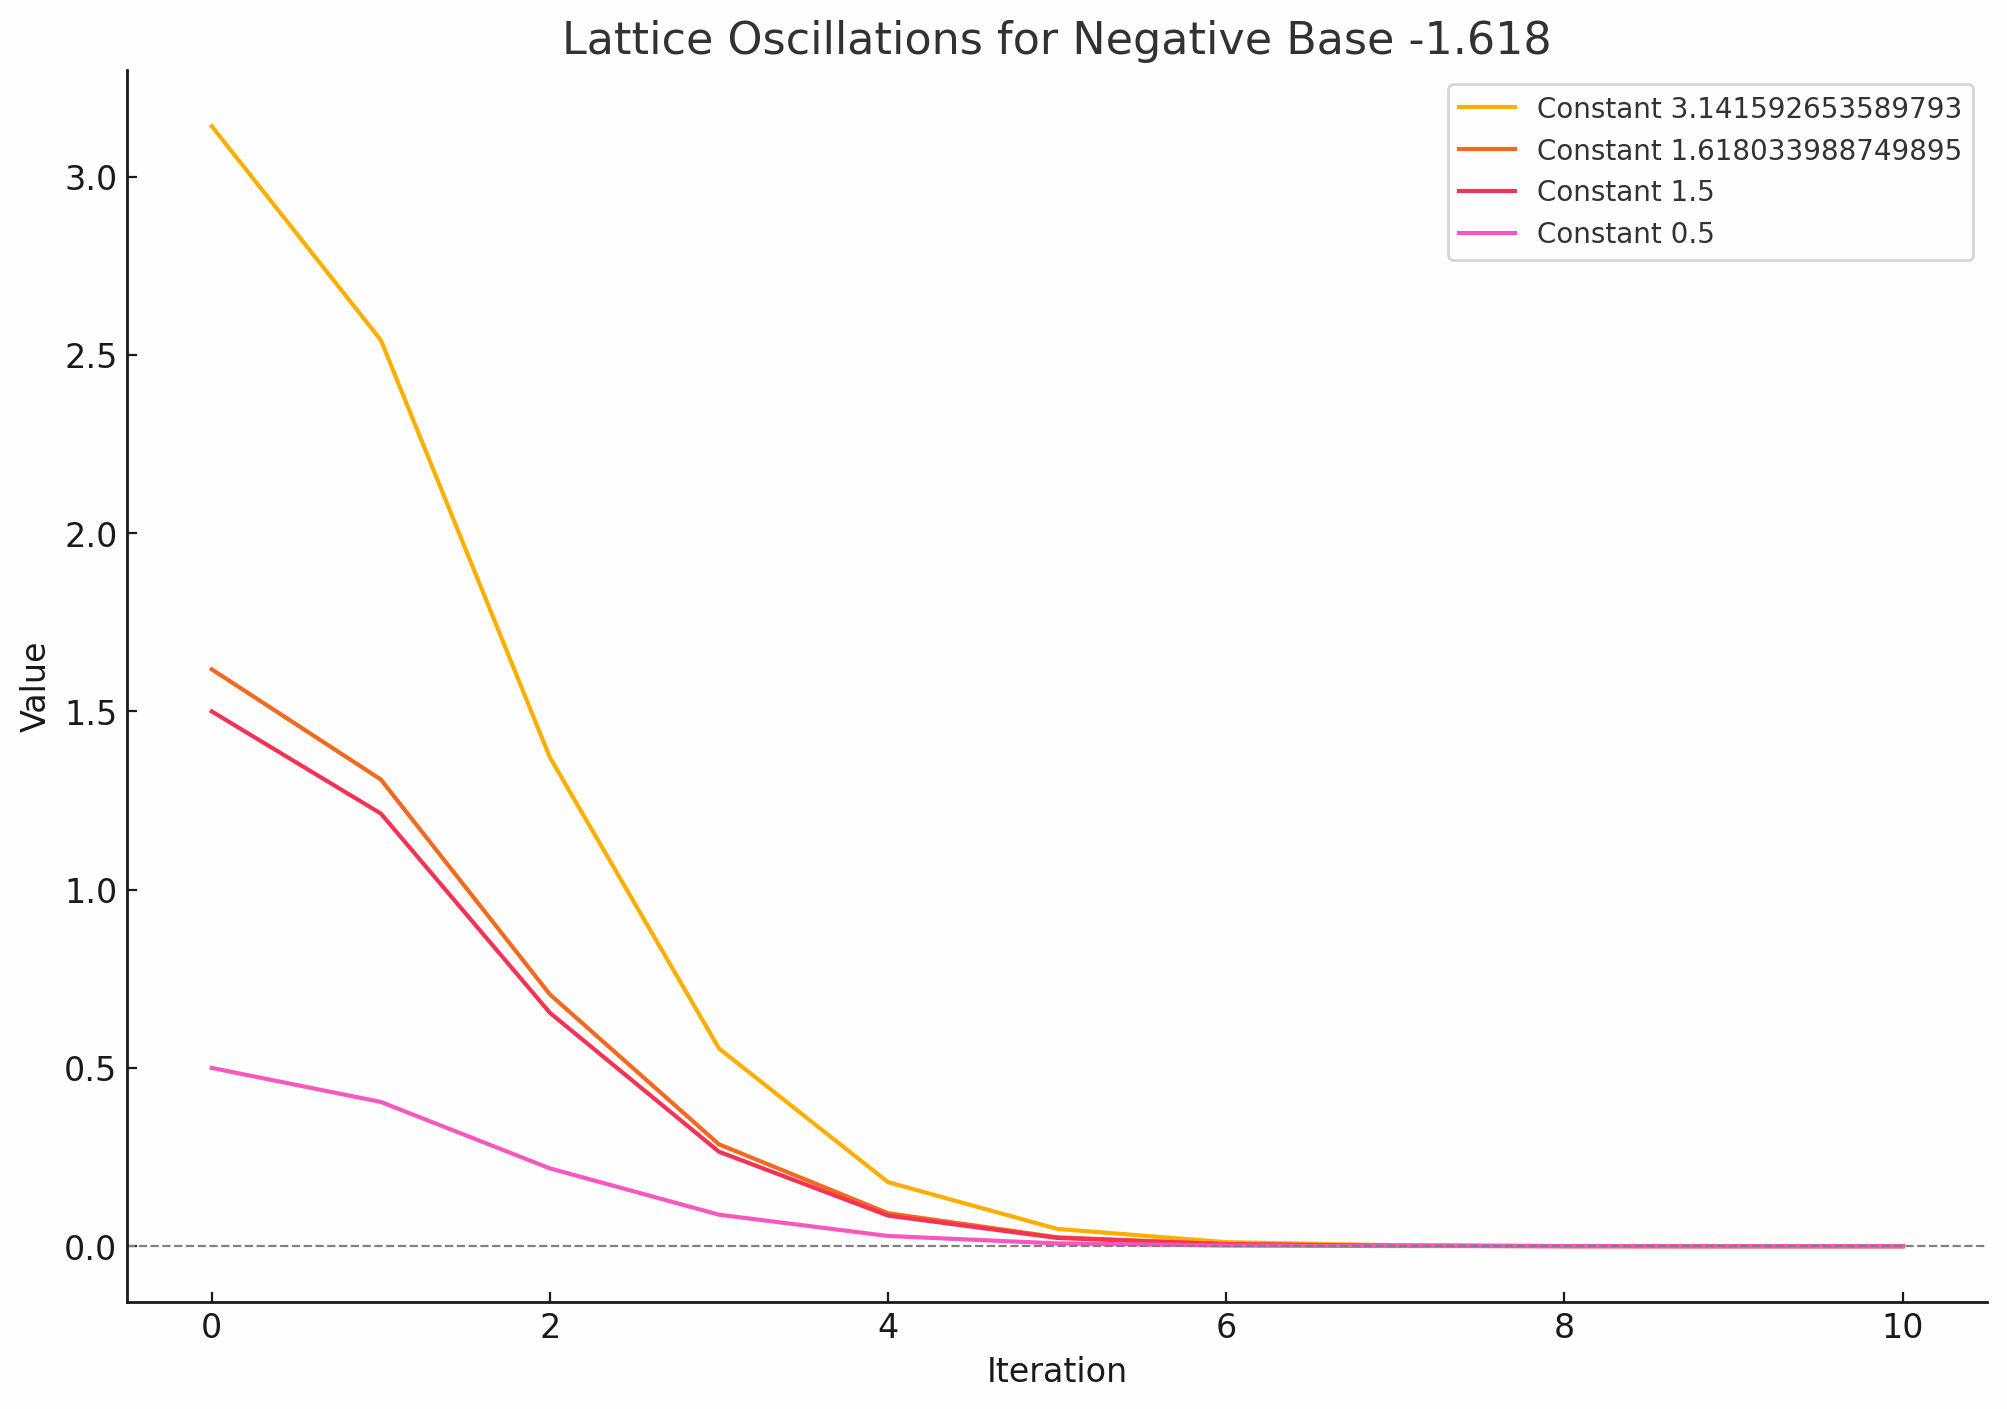 Lattice Oscillations for Negative Base -1.618
Constant 3.141592653589793
Constant 1.618033988749895
Constant 1.5
Constant 0.5
Value
3.0
2.5
2.0
1.5
1.0
0.5
0.0
0 2 4 6 8 10
Iteration